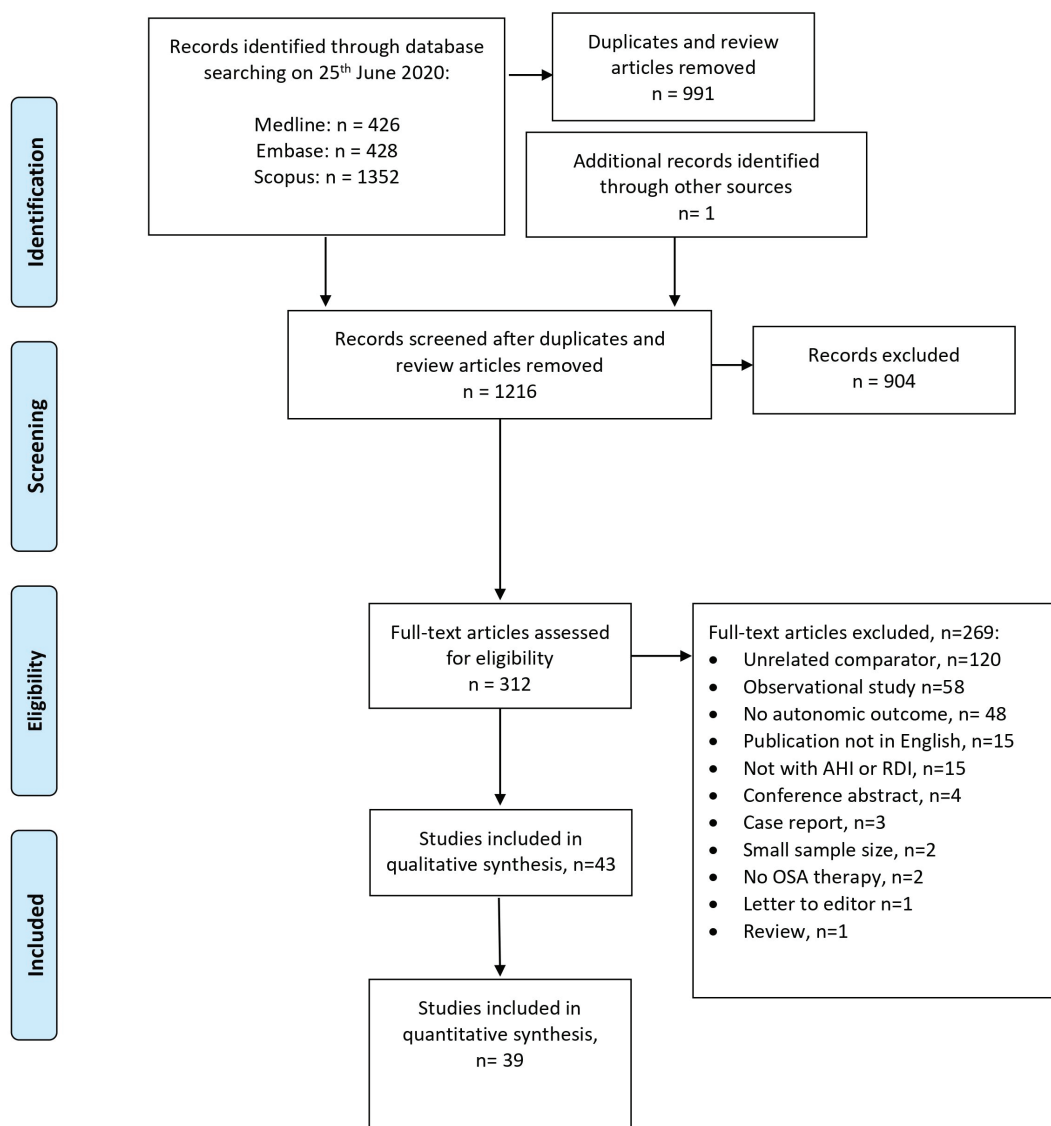 Records identified through database
searching on 25th June 2020:
Medline: n = 426
Embase: n = 428
Scopus: n = 1352
Duplicates and review
articles removed
n = 991
Additional records identified
through other sources
n= 1
Identification
Records screened after duplicates and
review articles removed
n = 1216
Records excluded
n = 904
Screening
Full-text articles assessed
for eligibility
n = 312
Full-text articles excluded, n=269:
• Unrelated comparator, n=120
• Observational study n=58
• No autonomic outcome, n= 48
• Publication not in English, n=15
• Not with AHI or RDI, n=15
• Conference abstract, n=4
• Case report, n=3
• Small sample size, n=2
• No OSA therapy, n=2
• Letter to editor n=1
• Review, n=1
Eligibility
Studies included in
qualitative synthesis, n=43
Included
Studies included in
quantitative synthesis,
n= 39